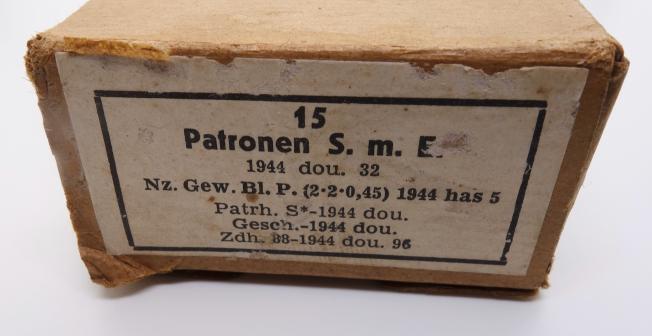 15
Patronen S. m. E.
1944 dou. 32
Nz. Gew. Bl. P. (2·2·0,45) 1944 has 5
Patrh. S*-1944 dou.
Gesch.-1944 dou.
Zdh. 88-1944 dou. 96